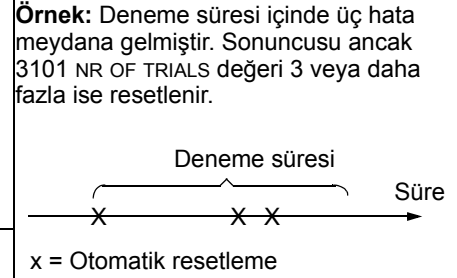 Örnek: Deneme süresi içinde üç hata
meydana gelmiştir. Sonuncusu ancak
3101 NR OF TRIALS değeri 3 veya daha
fazla ise resetlenir.
Deneme süresi
Süre
x x x
x = Otomatik resetleme